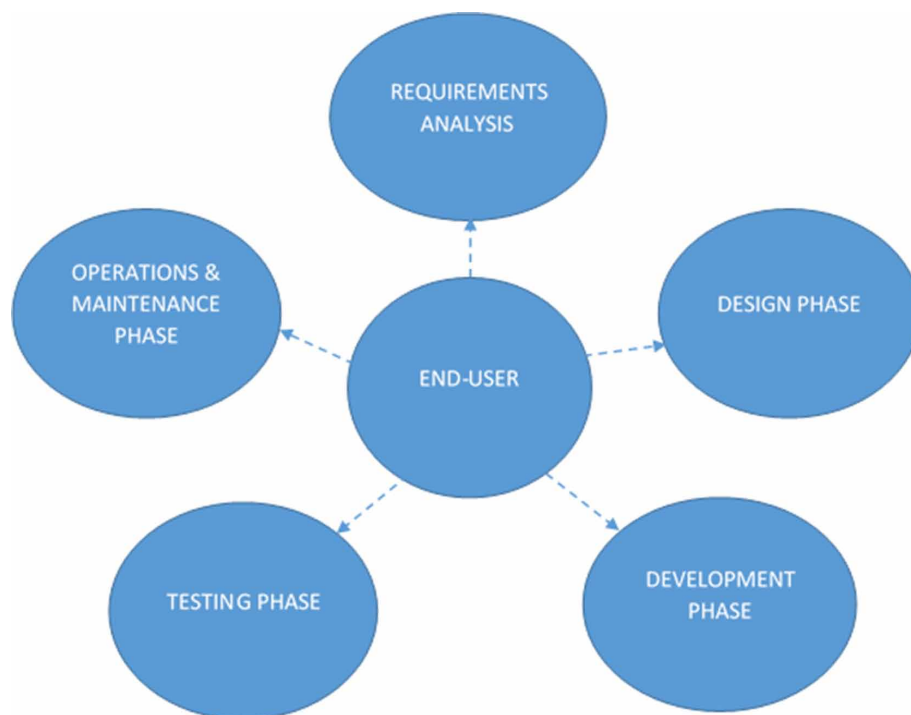 REQUIREMENTS
ANALYSIS
OPERATIONS &
MAINTENANCE
PHASE
DESIGN PHASE
END-USER
TESTING PHASE
DEVELOPMENT
PHASE